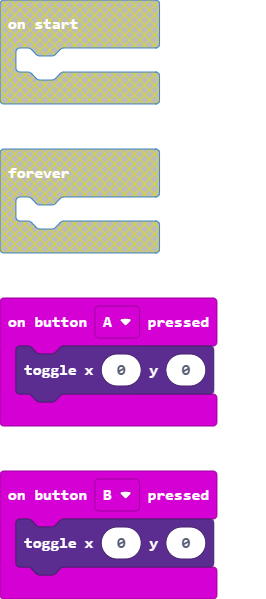 on start
forever
on button A pressed
toggle x 0 y 0
on button B pressed
toggle x 0 y 0